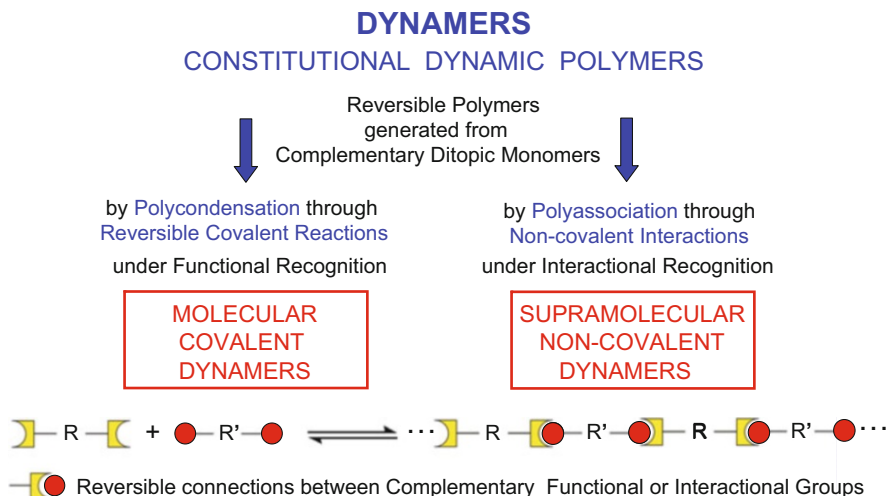 DYNAMERS
CONSTITUTIONAL DYNAMIC POLYMERS
Reversible Polymers
generated from
Complementary Ditopic Monomers
by Polycondensation through
Reversible Covalent Reactions
under Functional Recognition
MOLECULAR
COVALENT
DYNAMERS
by Polyassociation through
Non-covalent Interactions
under Interactional Recognition
SUPRAMOLECULAR
NON-COVALENT
DYNAMERS
R + R' ··· R R' R R' ···
Reversible connections between Complementary Functional or Interactional Groups